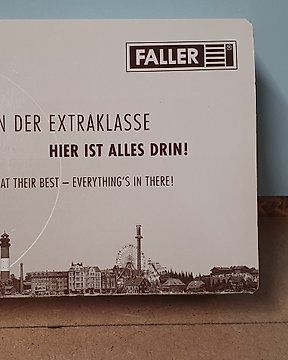 FALLER
N DER EXTRAKLASSE
HIER IST ALLES DRIN!
AT THEIR BEST – EVERYTHING'S IN THERE!